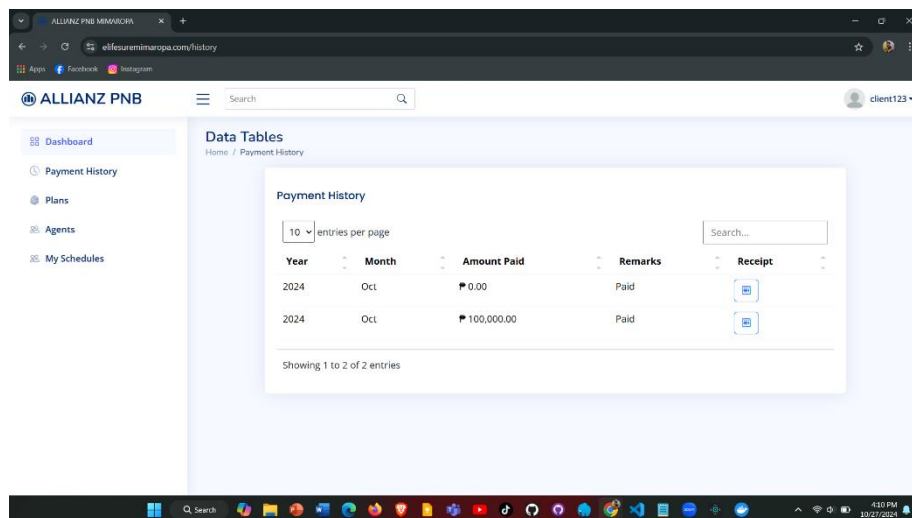 ALLIANZ PNB MIMAROPA
elifesuremimaropa.com/history
Apps Facebook Instagram
ALLIANZ PNB
Search
client123
Dashboard
Payment History
Plans
Agents
My Schedules
Data Tables
Home / Payment History
Payment History
10 entries per page
Search...
Year Month Amount Paid Remarks Receipt
2024 Oct ₱ 0.00 Paid
2024 Oct ₱ 100,000.00 Paid
Showing 1 to 2 of 2 entries
Search
4:10 PM
10/27/2024